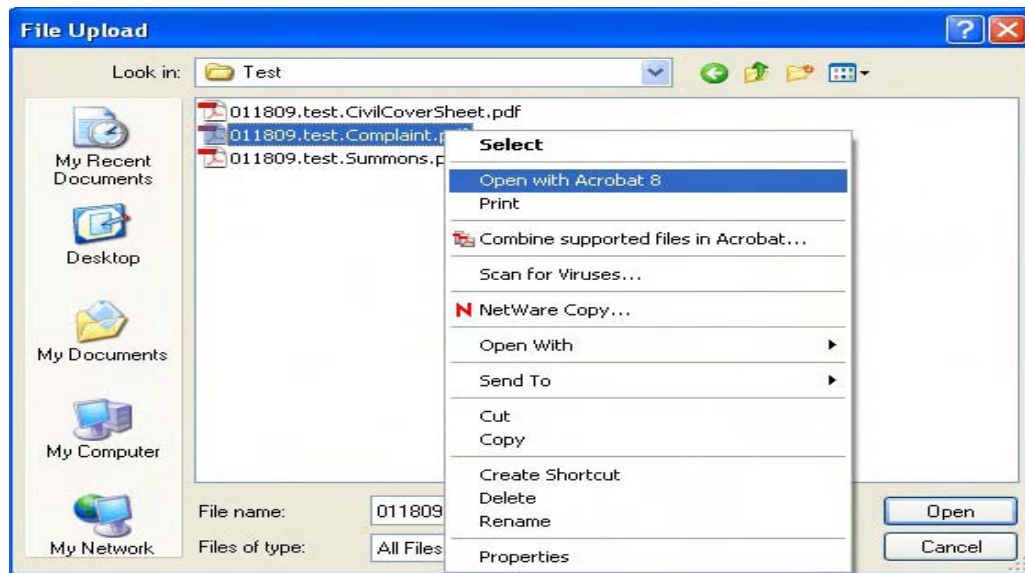 File Upload
Look in:
Test
My Recent
Documents
Desktop
My Documents
My Computer
My Network
011809.test.CivilCoverSheet.pdf
011809.test.Complaint.
011809.test.Summons.p
Select
Open with Acrobat 8
Print
Combine supported files in Acrobat...
Scan for Viruses...
N NetWare Copy...
Open With
Send To
Cut
Copy
Create Shortcut
Delete
Rename
Properties
File name:
011809
Open
Files of type:
All Files
Cancel